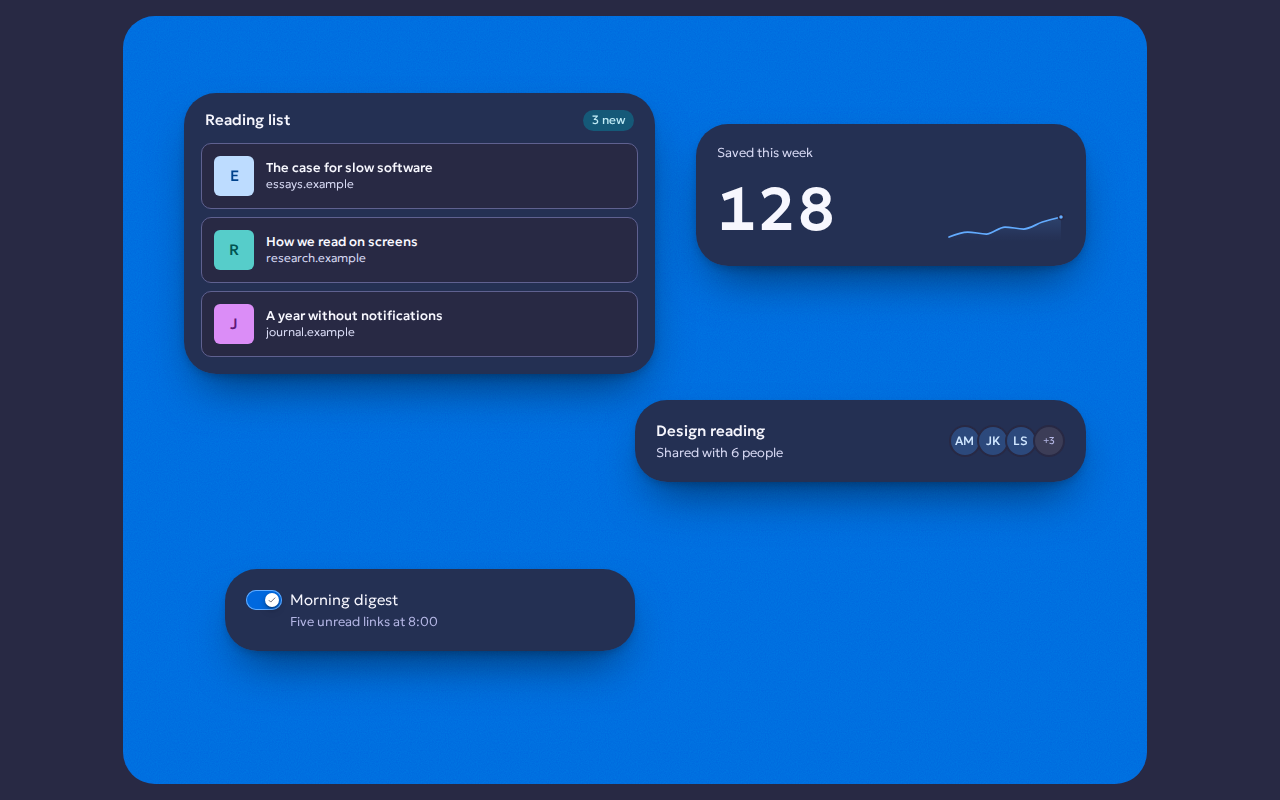 Reading list
3 new
E
The case for slow software
essays.example
R
How we read on screens
research.example
J
A year without notifications
journal.example
Saved this week
128
Design reading
Shared with 6 people
AM JK LS +3
Morning digest
Five unread links at 8:00